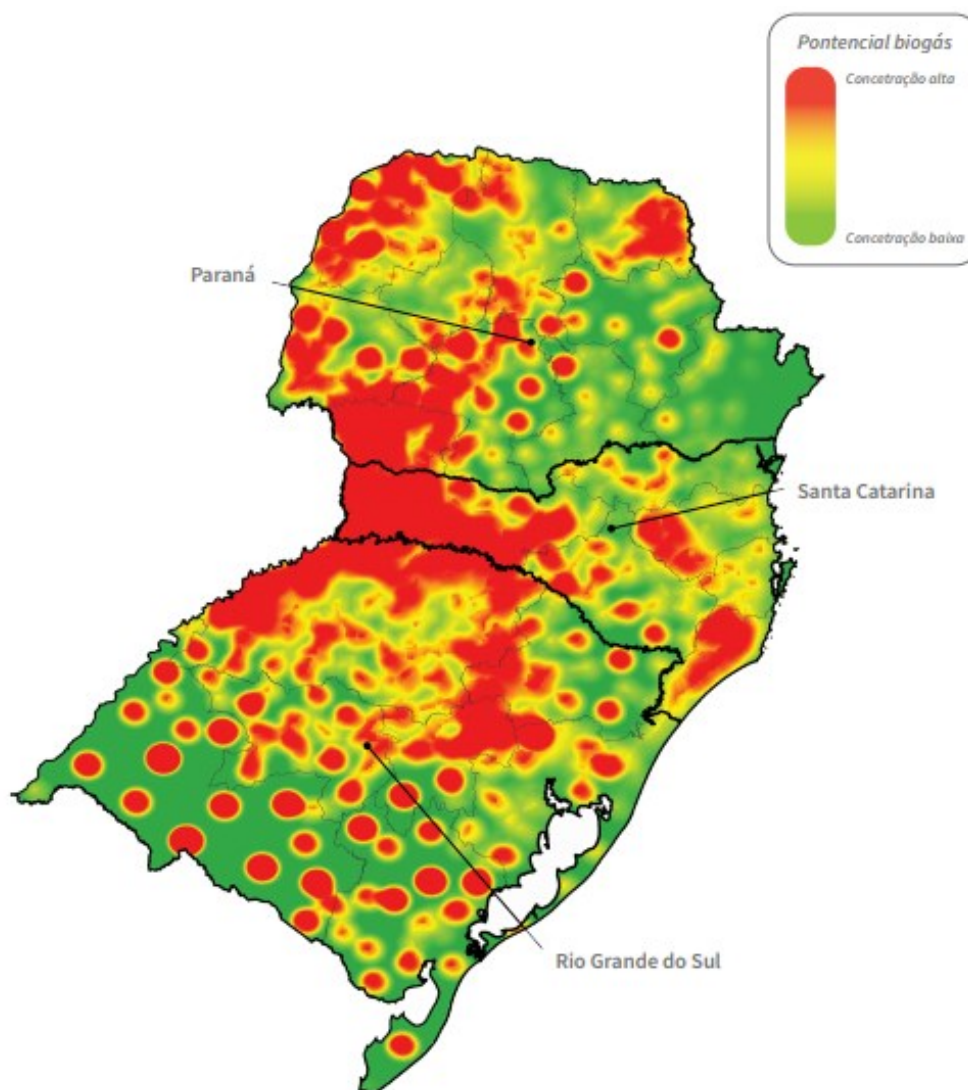 Pontencial biogás
Concetração alta
Concetração baixa
Paraná
Santa Catarina
Rio Grande do Sul